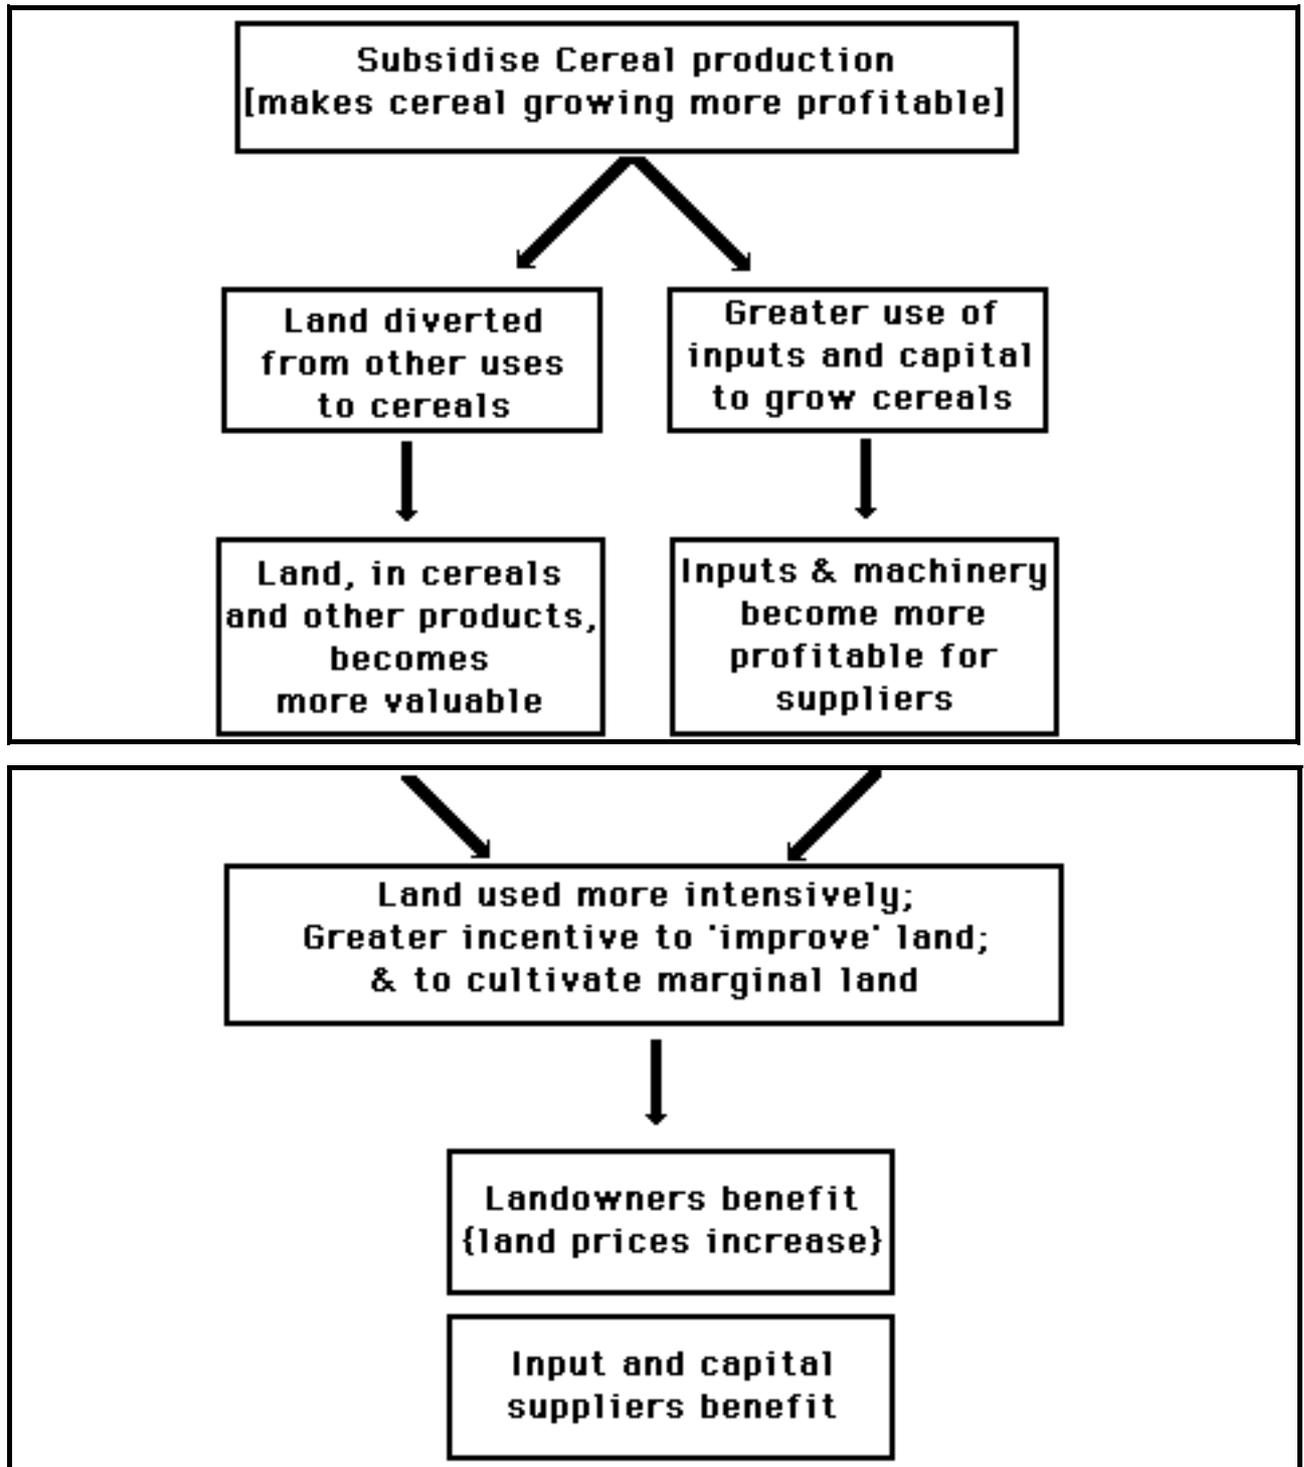 Subsidise Cereal production
[makes cereal growing more profitable]
Land diverted
from other uses
to cereals
Greater use of
inputs and capital
to grow cereals
Land, in cereals
and other products,
becomes
more valuable
Inputs & machinery
become more
profitable for
suppliers
Land used more intensively;
Greater incentive to 'improve' land;
& to cultivate marginal land
Landowners benefit
{land prices increase}
Input and capital
suppliers benefit